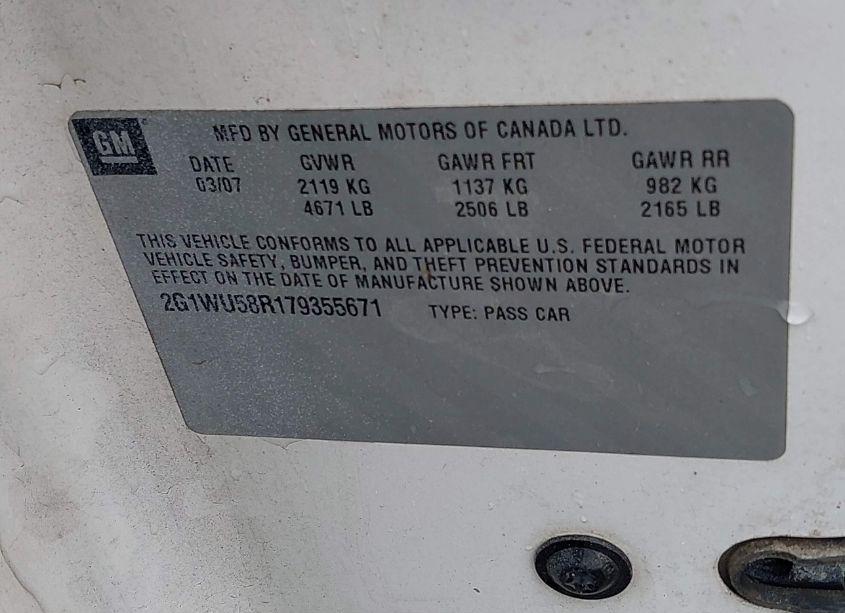 GM
MFD BY GENERAL MOTORS OF CANADA LTD.
DATE GVWR GAWR FRT GAWR RR
03/07 2119 KG 1137 KG 982 KG
4671 LB 2506 LB 2165 LB
THIS VEHICLE CONFORMS TO ALL APPLICABLE U.S. FEDERAL MOTOR
VEHICLE SAFETY, BUMPER, AND THEFT PREVENTION STANDARDS IN
EFFECT ON THE DATE OF MANUFACTURE SHOWN ABOVE.
2G1WU58R179355671 TYPE: PASS CAR